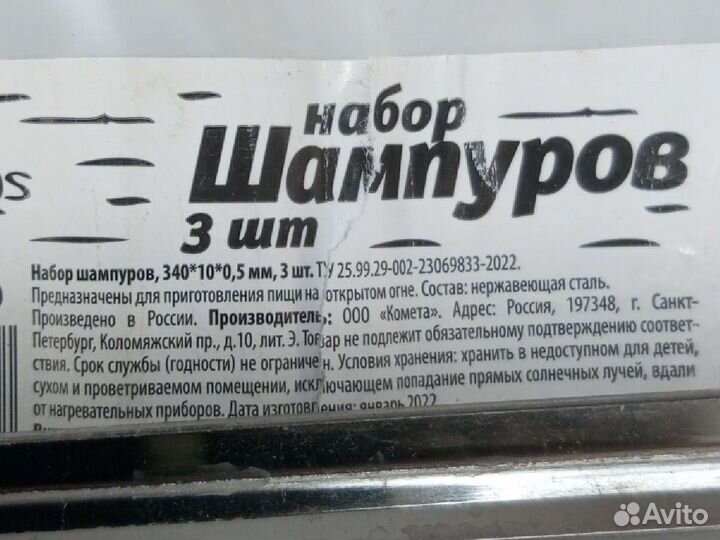 набор
Шампуров
3 шт
Набор шампуров, 340*10*0,5 мм, 3 шт. ТУ 25.99.29-002-23069833-2022.
Предназначены для приготовления пищи на открытом огне. Состав: нержавеющая сталь.
Произведено в России. Производитель: ООО «Комета». Адрес: Россия, 197348, г. Санкт-
Петербург, Коломяжский пр., д.10, лит. Э. Товар не подлежит обязательному подтверждению соответ-
ствия. Срок службы (годности) не ограничен. Условия хранения: хранить в недоступном для детей,
сухом и проветриваемом помещении, исключающем попадание прямых солнечных лучей, вдали
от нагревательных приборов. Дата изготовления: январь 2022
Avito